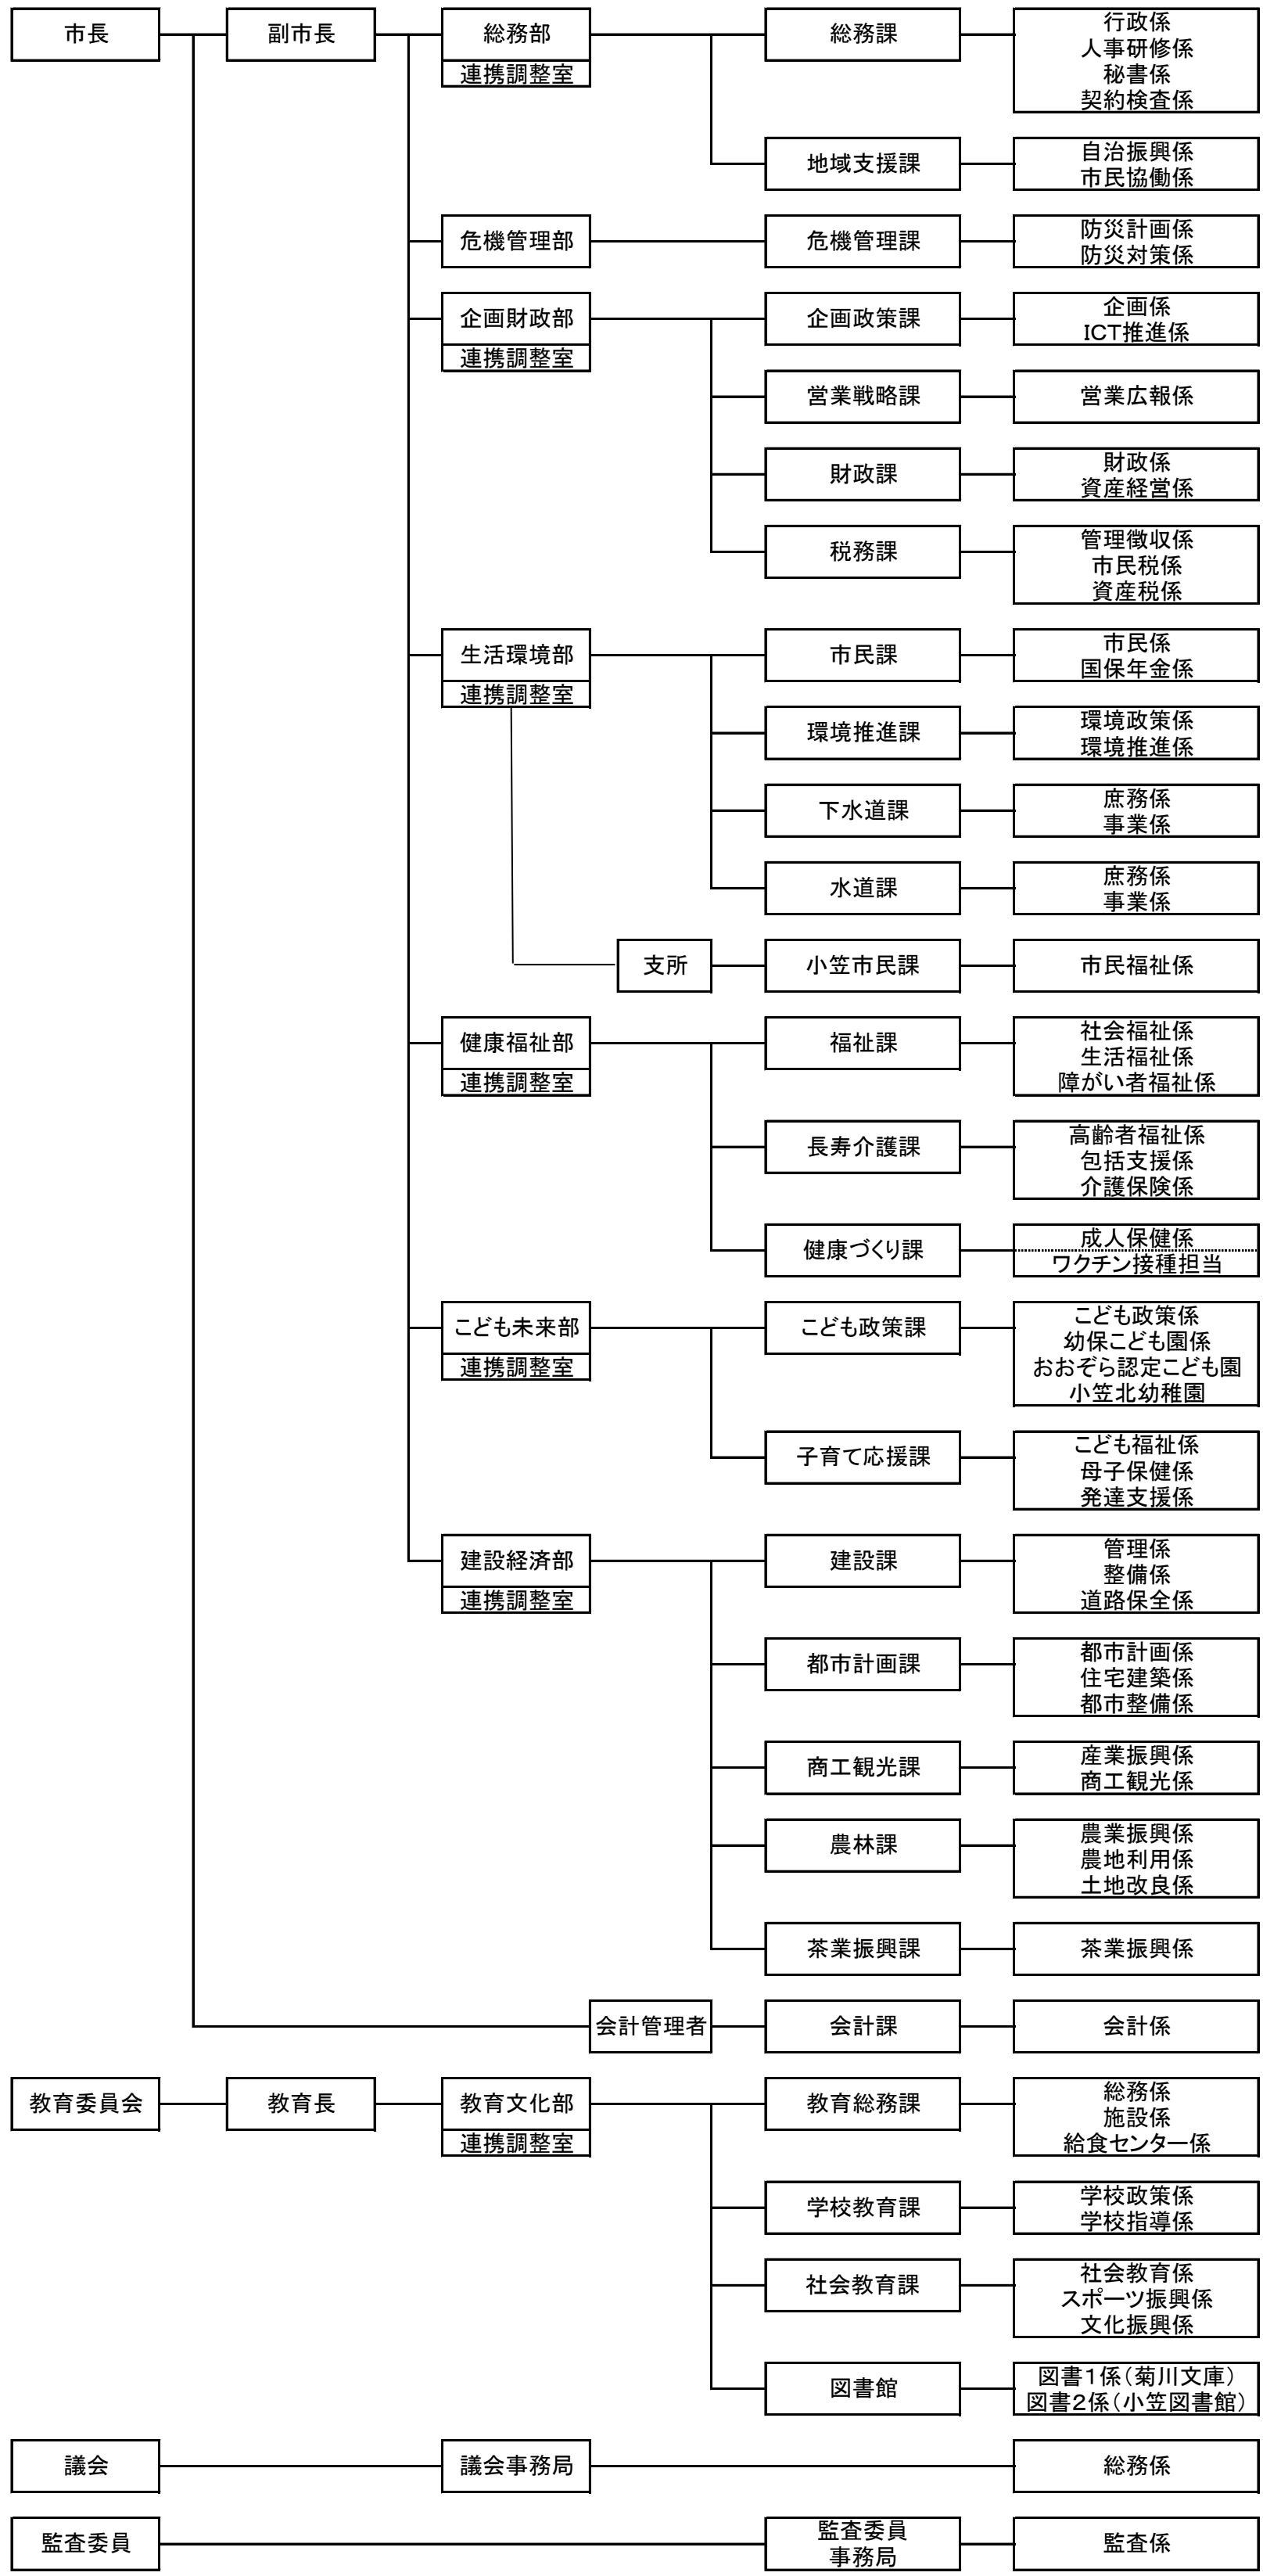 市長
副市長
総務部
連携調整室
総務課
行政係
人事研修係
秘書係
契約検査係
地域支援課
自治振興係
市民協働係
危機管理部
危機管理課
防災計画係
防災対策係
企画財政部
連携調整室
企画政策課
企画係
ICT推進係
営業戦略課
営業広報係
財政課
財政係
資産経営係
税務課
管理徴収係
市民税係
資産税係
生活環境部
連携調整室
市民課
市民係
国保年金係
環境推進課
環境政策係
環境推進係
下水道課
庶務係
事業係
水道課
庶務係
事業係
支所
小笠市民課
市民福祉係
健康福祉部
連携調整室
福祉課
社会福祉係
生活福祉係
障がい者福祉係
長寿介護課
高齢者福祉係
包括支援係
介護保険係
健康づくり課
成人保健係
ワクチン接種担当
こども未来部
連携調整室
こども政策課
こども政策係
幼保こども園係
おおぞら認定こども園
小笠北幼稚園
子育て応援課
こども福祉係
母子保健係
発達支援係
建設経済部
連携調整室
建設課
管理係
整備係
道路保全係
都市計画課
都市計画係
住宅建築係
都市整備係
商工観光課
産業振興係
商工観光係
農林課
農業振興係
農地利用係
土地改良係
茶業振興課
茶業振興係
会計管理者
会計課
会計係
教育委員会
教育長
教育文化部
連携調整室
教育総務課
総務係
施設係
給食センター係
学校教育課
学校政策係
学校指導係
社会教育課
社会教育係
スポーツ振興係
文化振興係
図書館
図書１係（菊川文庫）
図書２係（小笠図書館）
議会
議会事務局
総務係
監査委員
監査委員
事務局
監査係